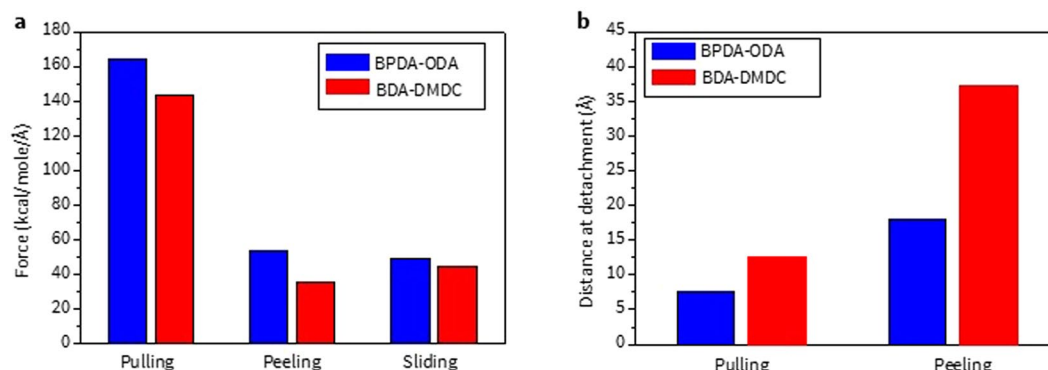 a
Force (kcal/mole/Å)
180
160
140
120
100
80
60
40
20
0
BPDA-ODA
BDA-DMDC
Pulling Peeling Sliding
b
Distance at detachment (Å)
45
40
35
30
25
20
15
10
5
0
BPDA-ODA
BDA-DMDC
Pulling Peeling